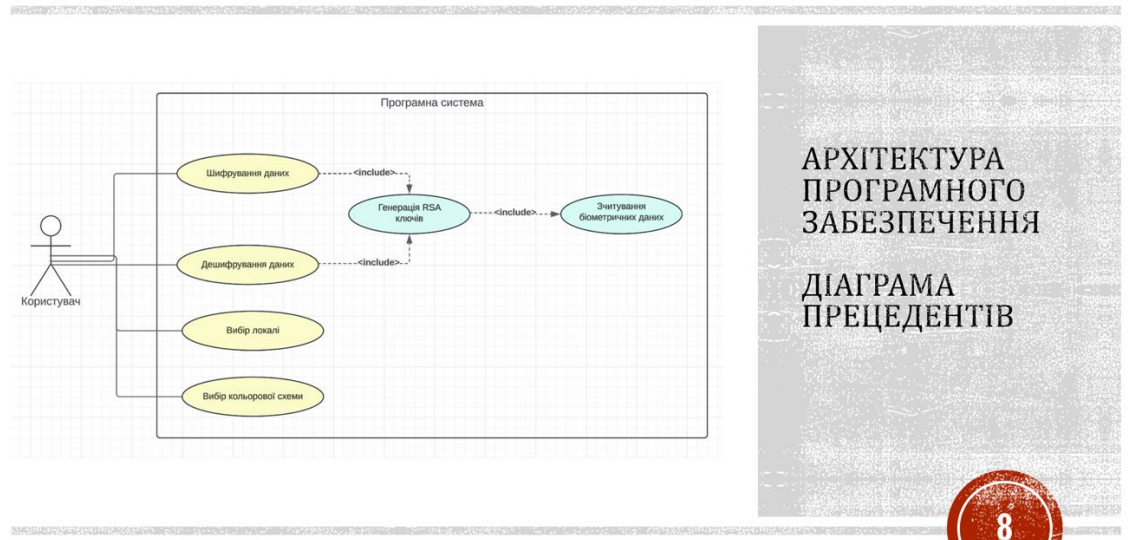 Програмна система
Шифрування даних
<include>
Генерація RSA
ключів
<include>
Зчитування
біометричних даних
Дешифрування даних
<include>
Користувач
Вибір локалі
Вибір кольорової схеми
АРХІТЕКТУРА
ПРОГРАМНОГО
ЗАБЕЗПЕЧЕННЯ
ДІАГРАМА
ПРЕЦЕДЕНТІВ
8